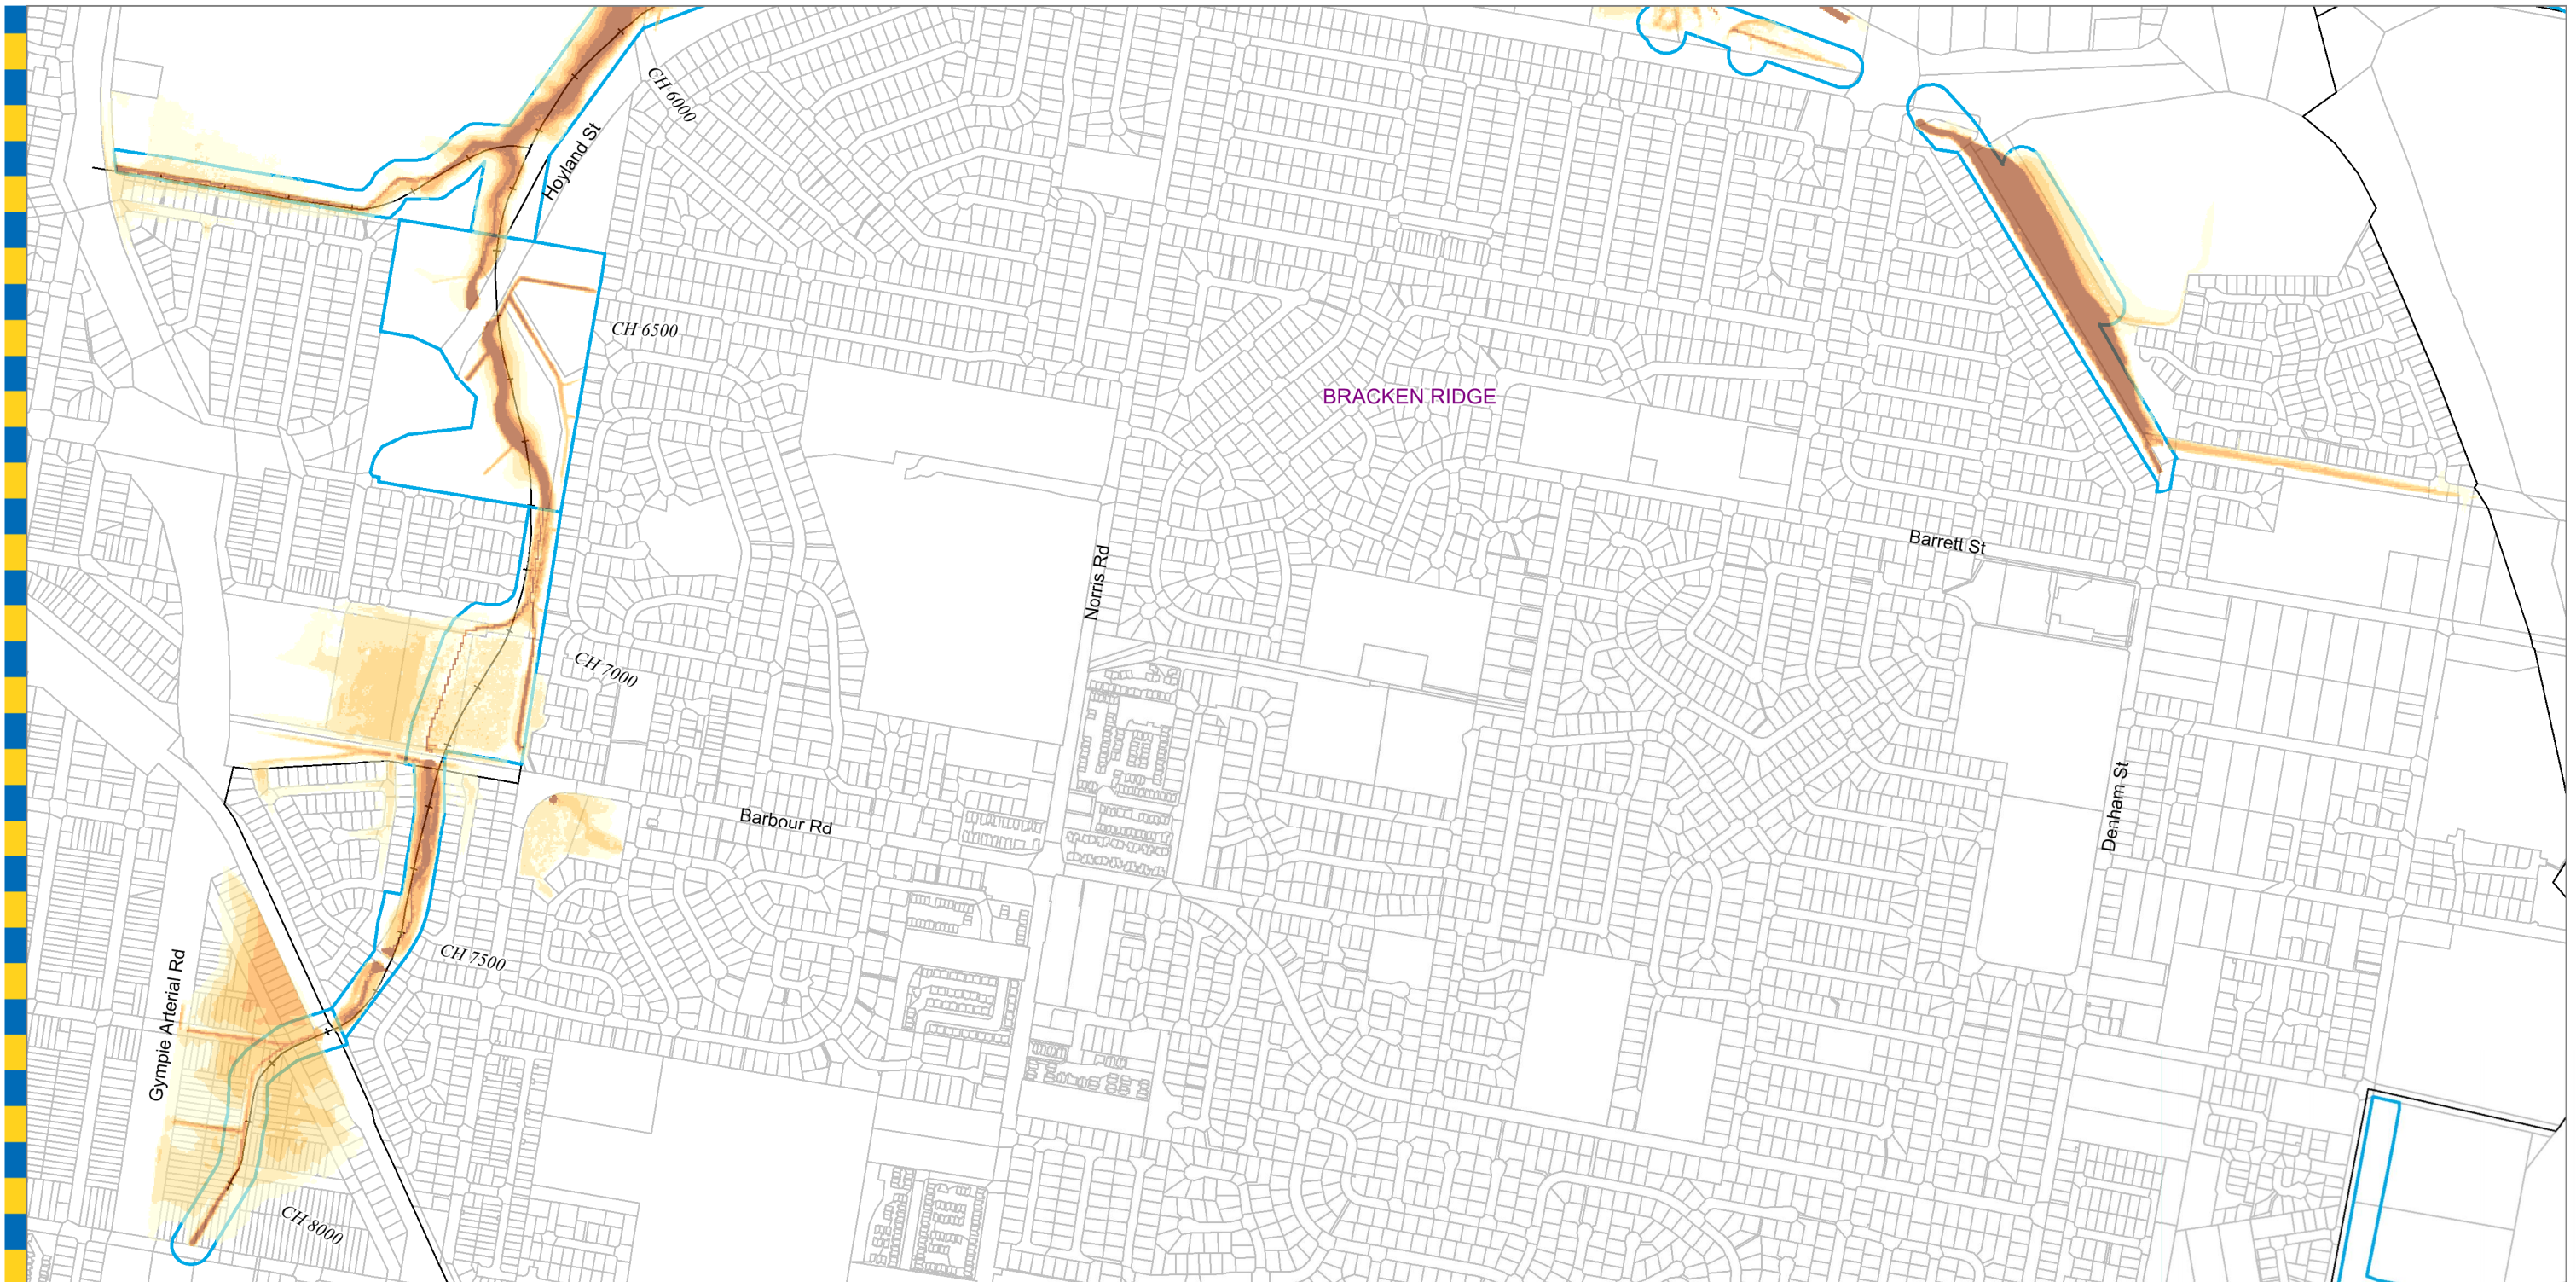 CH 6000
Hoyland St
CH 6500
BRACKEN RIDGE
Barrett St
Norris Rd
CH 7000
Barbour Rd
Denham St
CH 7500
Gympie Arterial Rd
CH 8000